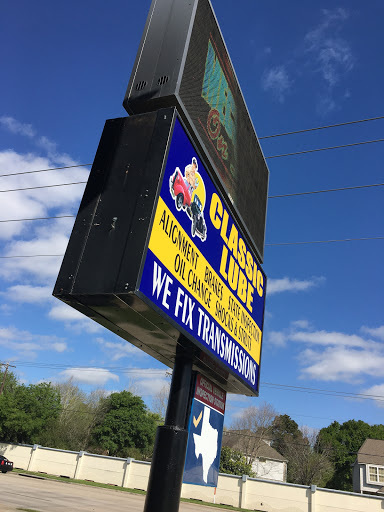 CLASSIC
LUBE
ALIGNMENT BRAKES STATE INSPECTION
OIL CHANGE SHOCKS & STRUTS
WE FIX TRANSMISSIONS